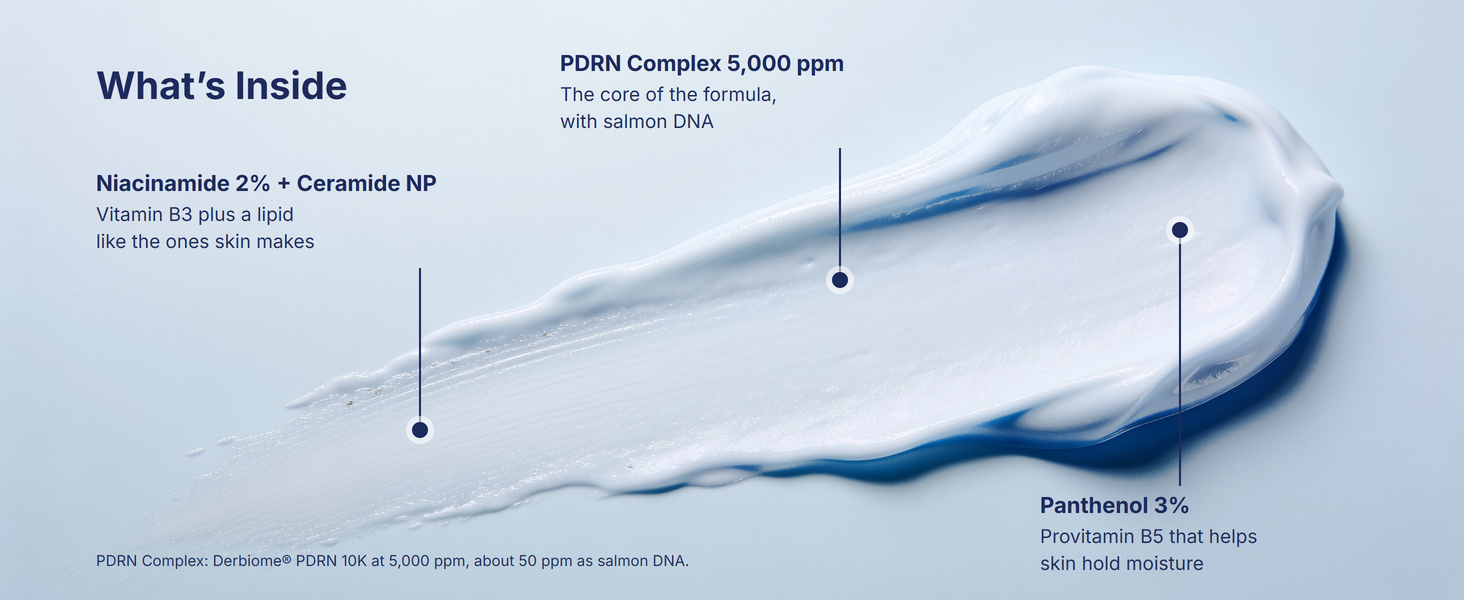 What’s Inside
PDRN Complex 5,000 ppm
The core of the formula,
with salmon DNA
Niacinamide 2% + Ceramide NP
Vitamin B3 plus a lipid
like the ones skin makes
Panthenol 3%
Provitamin B5 that helps
skin hold moisture
PDRN Complex: Derbiome® PDRN 10K at 5,000 ppm, about 50 ppm as salmon DNA.